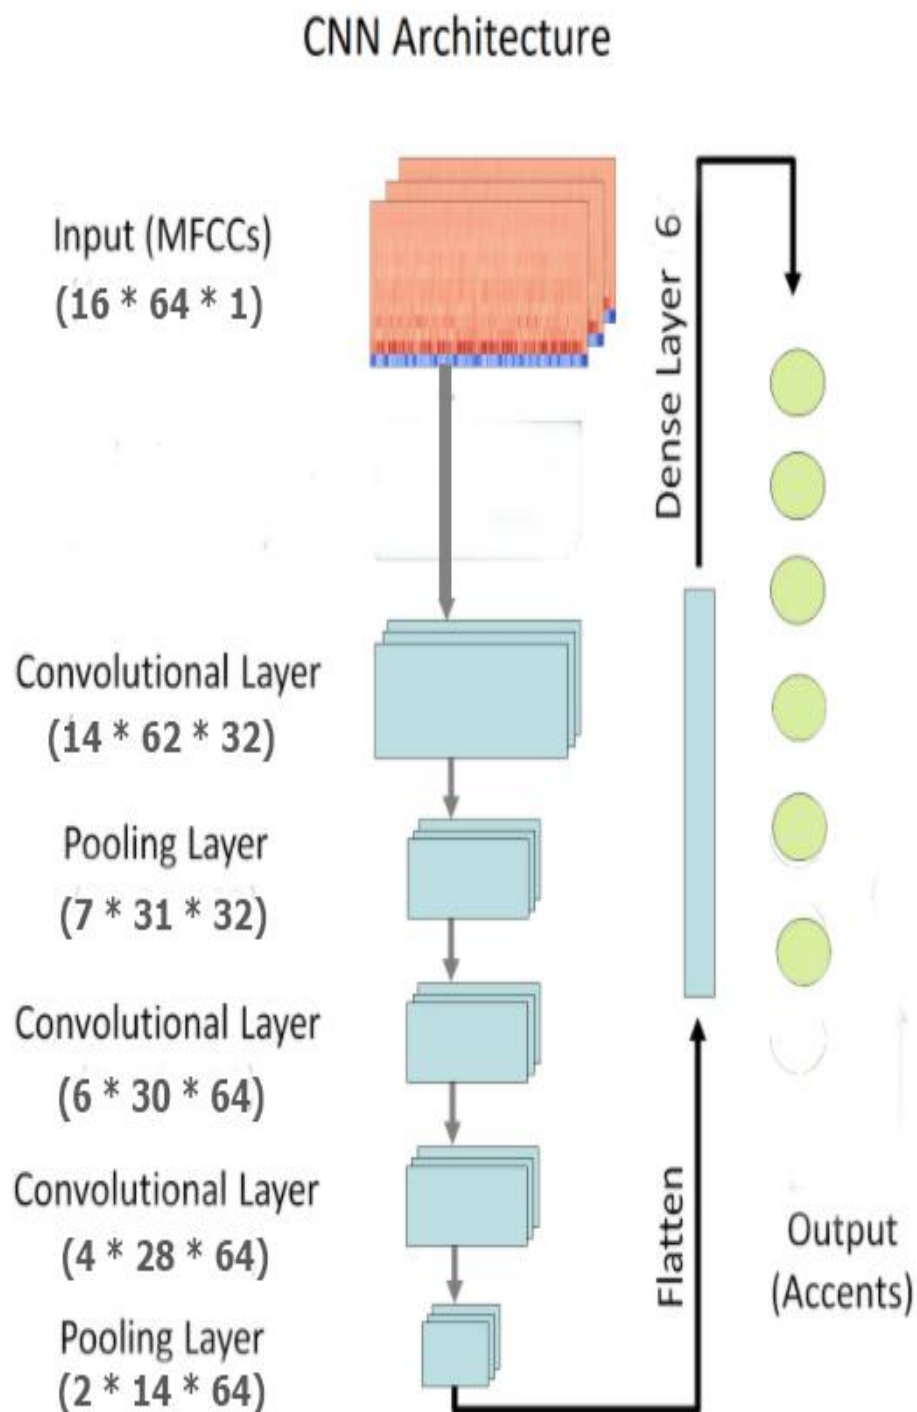 CNN Architecture
Input (MFCCs)
(16 * 64 * 1)
Convolutional Layer
(14 * 62 * 32)
Pooling Layer
(7 * 31 * 32)
Convolutional Layer
(6 * 30 * 64)
Convolutional Layer
(4 * 28 * 64)
Pooling Layer
(2 * 14 * 64)
Flatten
Dense Layer 6
Output
(Accents)